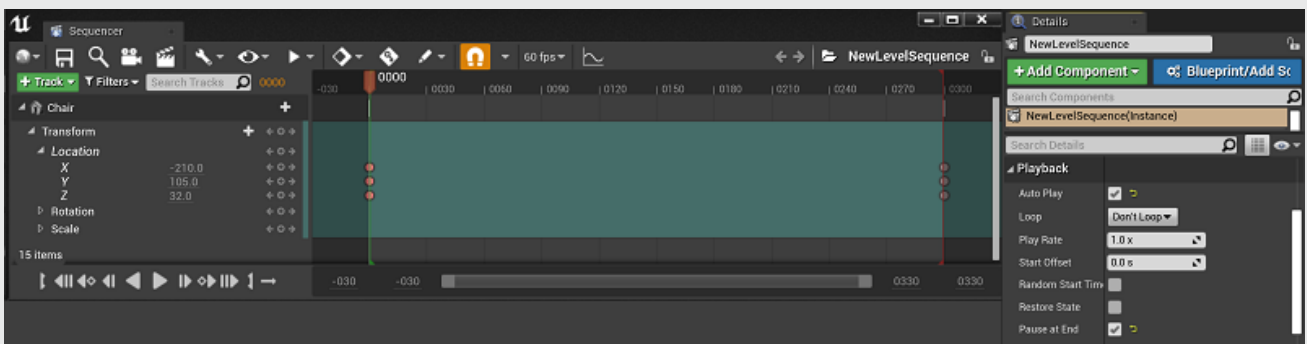 Sequencer
60 fps
NewLevelSequence
+ Track
Filters
Search Tracks
0000
-030
0000
0030
0060
0090
0120
0150
0180
0210
0240
0270
0300
Chair
Transform
Location
X -210.0
Y 105.0
Z 32.0
Rotation
Scale
15 items
-030
-030
0330
0330
Details
NewLevelSequence
+Add Component
Blueprint/Add Sc
Search Components
NewLevelSequence(Instance)
Search Details
Playback
Auto Play
Loop Don't Loop
Play Rate 1.0 x
Start Offset 0.0 s
Random Start Tim
Restore State
Pause at End